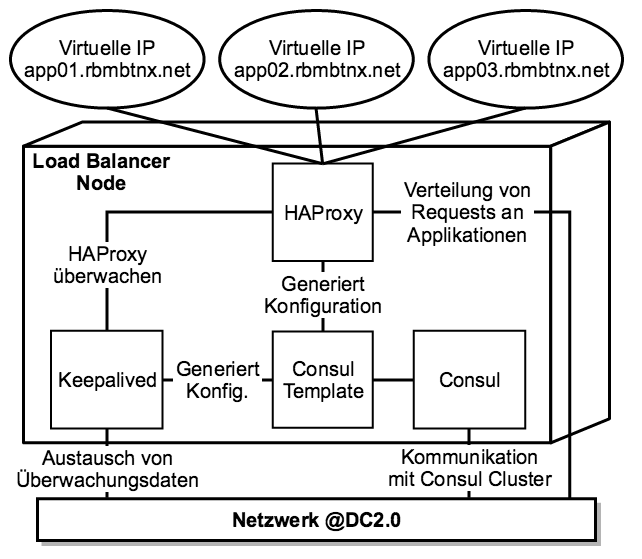 Virtuelle IP
app01.rbmbtnx.net
Virtuelle IP
app02.rbmbtnx.net
Virtuelle IP
app03.rbmbtnx.net
Load Balancer
Node
HAProxy
Verteilung von
Requests an
Applikationen
HAProxy
überwachen
Generiert
Konfiguration
Keepalived
Generiert
Konfig.
Consul
Template
Consul
Austausch von
Überwachungsdaten
Kommunikation
mit Consul Cluster
Netzwerk @DC2.0